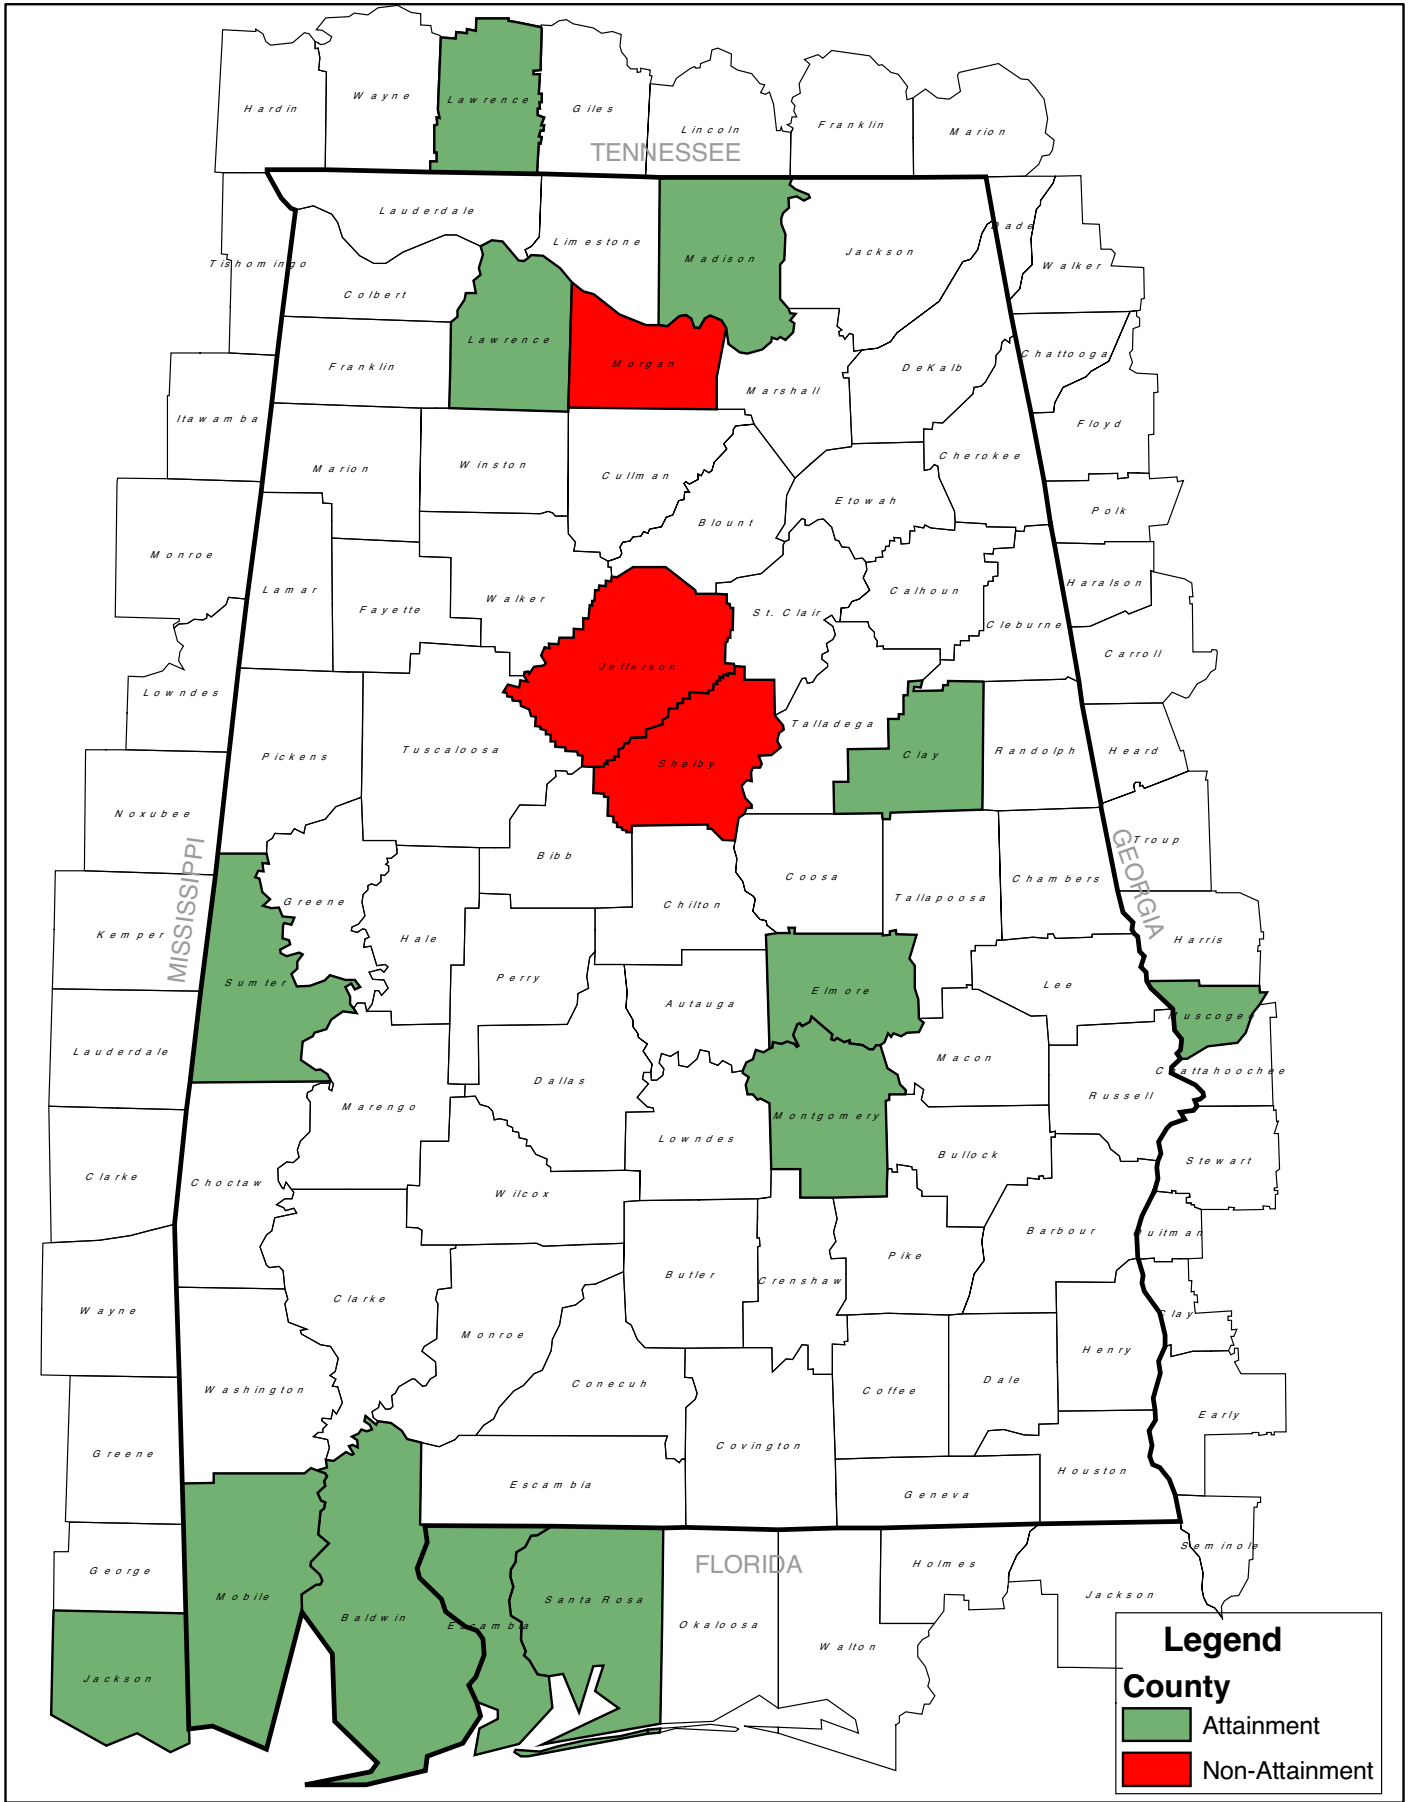 Hardin
Wayne
Lawrence
Giles
Lincoln
Franklin
Marion
TENNESSEE
Lauderdale
Limestone
Madison
Jackson
Dade
Walker
Tishomingo
Colbert
Lawrence
Morgan
Franklin
Marshall
DeKalb
Chattooga
Floyd
Itawamba
Marion
Winston
Cullman
Cherokee
Etowah
Blount
Polk
Monroe
Lamar
Fayette
Walker
St. Clair
Calhoun
Cleburne
Haralson
Carroll
Jefferson
Lowndes
Talladega
Clay
Randolph
Heard
Pickens
Tuscaloosa
Shelby
Noxubee
MISSISSIPPI
Bibb
Coosa
Tallapoosa
Chambers
GEORGIA
Troup
Greene
Chilton
Kemper
Hale
Harris
Sumter
Perry
Elmore
Lee
Autauga
Muscogee
Lauderdale
Macon
Chattahoochee
Dallas
Marengo
Montgomery
Russell
Lowndes
Bullock
Stewart
Clarke
Choctaw
Wilcox
Barbour
Quitman
Pike
Butler
Crenshaw
Wayne
Clarke
Monroe
Clay
Henry
Washington
Conecuh
Coffee
Dale
Early
Greene
Covington
Escambia
Geneva
Houston
George
Mobile
Baldwin
Escambia
Santa Rosa
FLORIDA
Okaloosa
Holmes
Walton
Jackson
Seminole
Jackson
Legend
County
Attainment
Non-Attainment